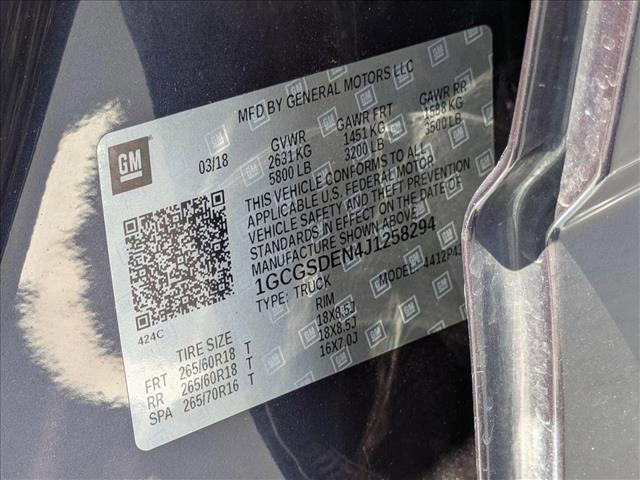 MFD BY GENERAL MOTORS LLC
GM
03/18
GVWR GAWR FRT GAWR RR
2631 KG 1451 KG 1588 KG
5800 LB 3200 LB 3500 LB
THIS VEHICLE CONFORMS TO ALL
APPLICABLE U.S. FEDERAL MOTOR
VEHICLE SAFETY AND THEFT PREVENTION
STANDARDS IN EFFECT ON THE DATE OF
MANUFACTURE SHOWN ABOVE.
1GCGSDEN4J1258294
TYPE: TRUCK MODEL:
424C
TIRE SIZE RIM
FRT 265/60R18 T 18X8.5J
RR 265/60R18 T 18X8.5J
SPA 265/70R16 T 16X7.0J